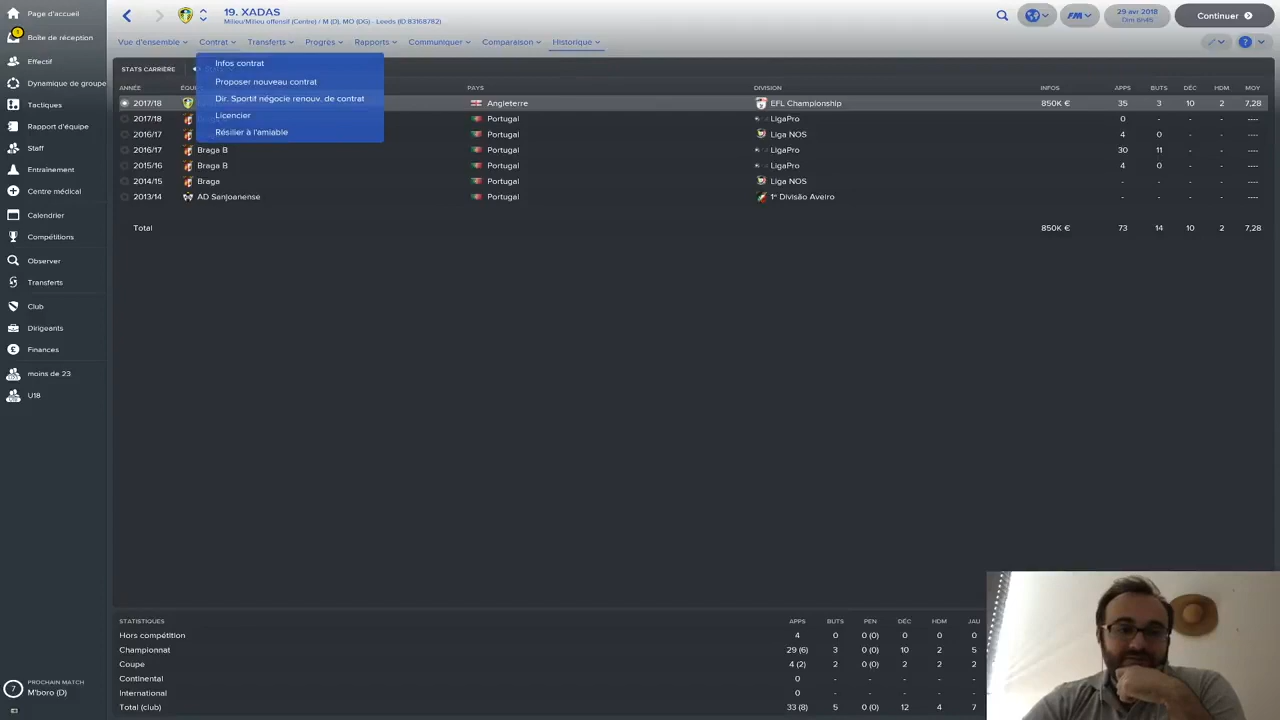 Page d'accueil
Boîte de réception
Effectif
Dynamique de groupe
Tactiques
Rapport d'équipe
Staff
Entrainement
Centre médical
Calendrier
Compétitions
Observer
Transferts
Club
Dirigeants
Finances
moins de 23
U18
PROCHAIN MATCH
M'boro (D)
19. XADAS
Milieu/Milieu offensif (Centre) / M (D), MO (DG) - Leeds (ID:83168782)
29 avr 2018
Dim
Continuer
Vue d'ensemble Contrat Transferts Progrès Rapports Communiquer Comparaison Historique
Infos contrat
Proposer nouveau contrat
Dir. Sportif négocie renouv. de contrat
Licencier
Résilier à l'amiable
STATS CARRIÈRE
ANNÉE PAYS DIVISION INFOS APPS BUTS DÉC HDM MOY
2017/18 Angleterre EFL Championship 850K € 35 3 10 2 7,28
2017/18 Portugal LigaPro 0 - - - ----
2016/17 Portugal Liga NOS 4 0 - - ----
2016/17 Braga B Portugal LigaPro 30 11 - - ----
2015/16 Braga B Portugal LigaPro 4 0 - - ----
2014/15 Braga Portugal Liga NOS - - - - ----
2013/14 AD Sanjoanense Portugal 1ª Divisão Aveiro - - - - ----
Total 850K € 73 14 10 2 7,28
STATISTIQUES APPS BUTS PEN DÉC HDM JAU
Hors compétition 4 0 0 (0) 0 0 0
Championnat 29 (6) 3 0 (0) 10 2 5
Coupe 4 (2) 2 0 (0) 2 2 2
Continental 0
International 0
Total (club) 33 (8) 5 0 (0) 12 4 7